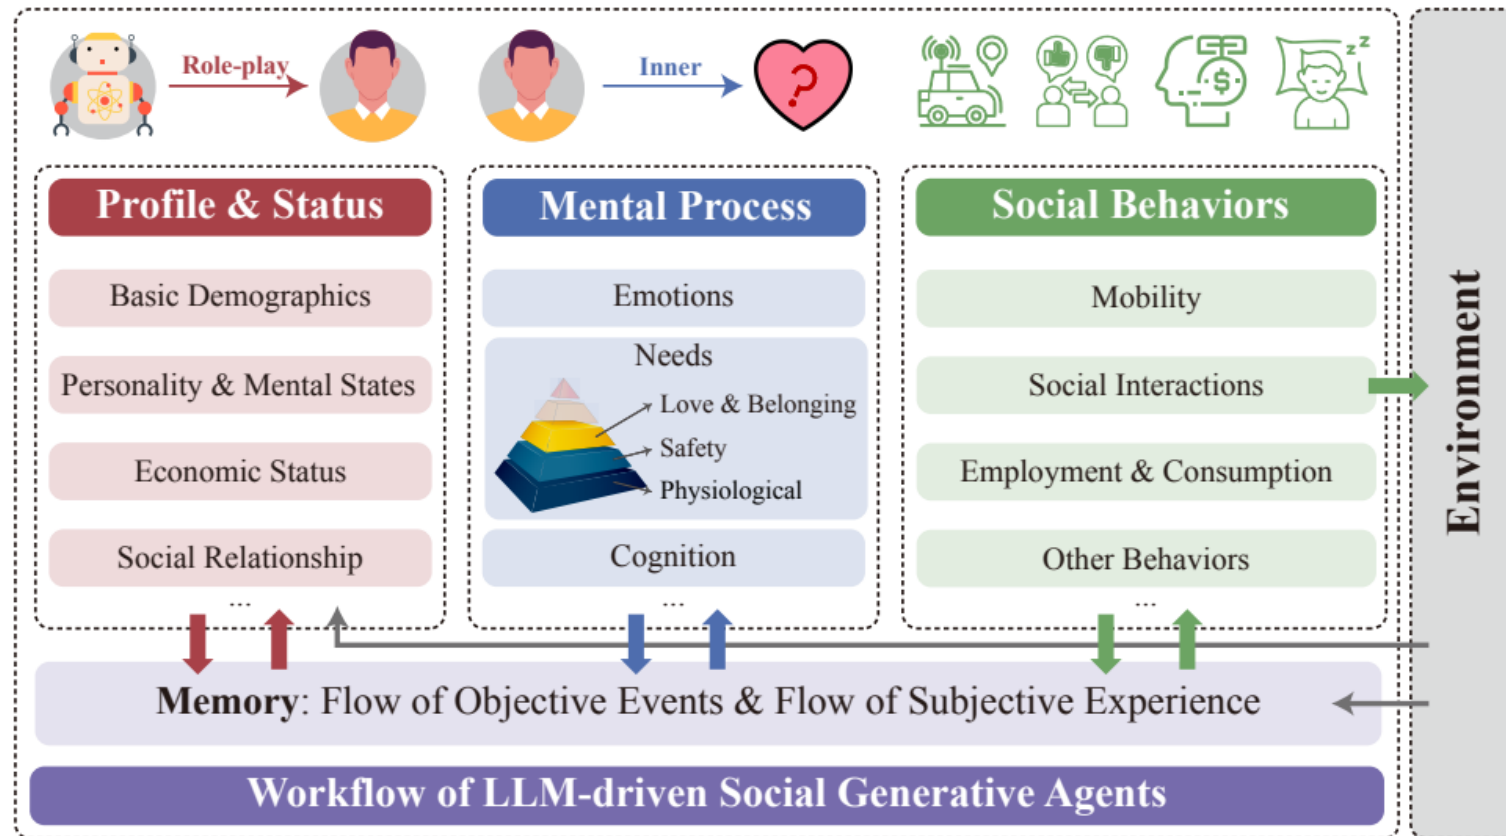 Role-play
Inner
?
$
z z
Profile & Status
Basic Demographics
Personality & Mental States
Economic Status
Social Relationship
...
Mental Process
Emotions
Needs
Love & Belonging
Safety
Physiological
Cognition
...
Social Behaviors
Mobility
Social Interactions
Employment & Consumption
Other Behaviors
...
Environment
Memory: Flow of Objective Events & Flow of Subjective Experience
Workflow of LLM-driven Social Generative Agents